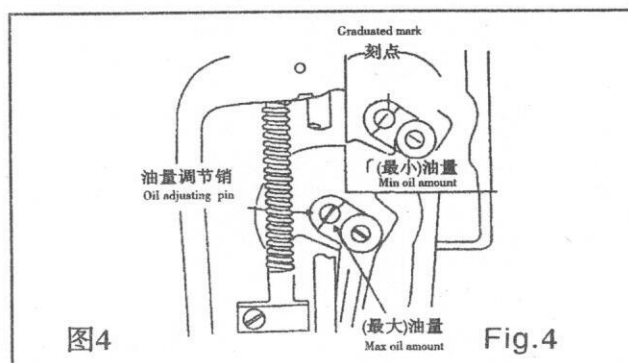 Graduated mark
刻点
「(最小)油量
Min oil amount
油量调节销
Oil adjusting pin
(最大)油量
Max oil amount
图4
Fig.4